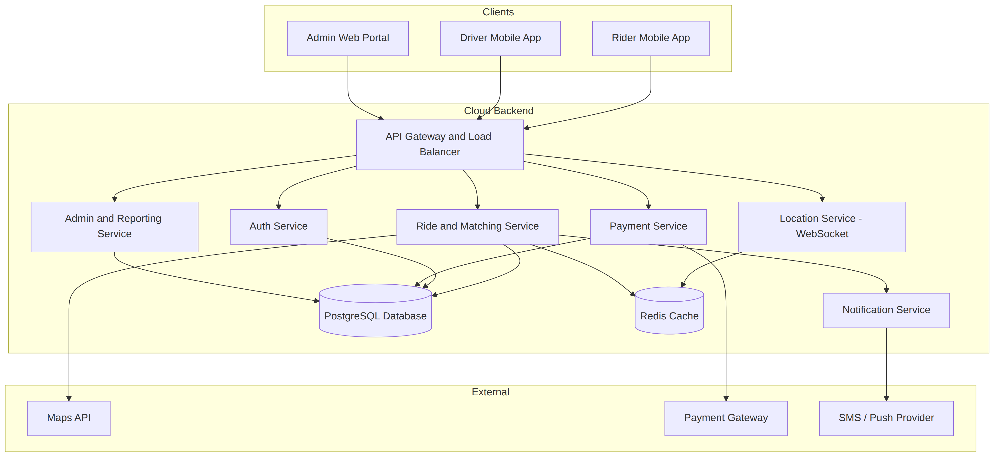 Clients
Admin Web Portal
Driver Mobile App
Rider Mobile App
Cloud Backend
API Gateway and Load
Balancer
Admin and Reporting
Service
Auth Service
Ride and Matching Service
Payment Service
Location Service -
WebSocket
PostgreSQL Database
Redis Cache
Notification Service
External
Maps API
Payment Gateway
SMS / Push Provider